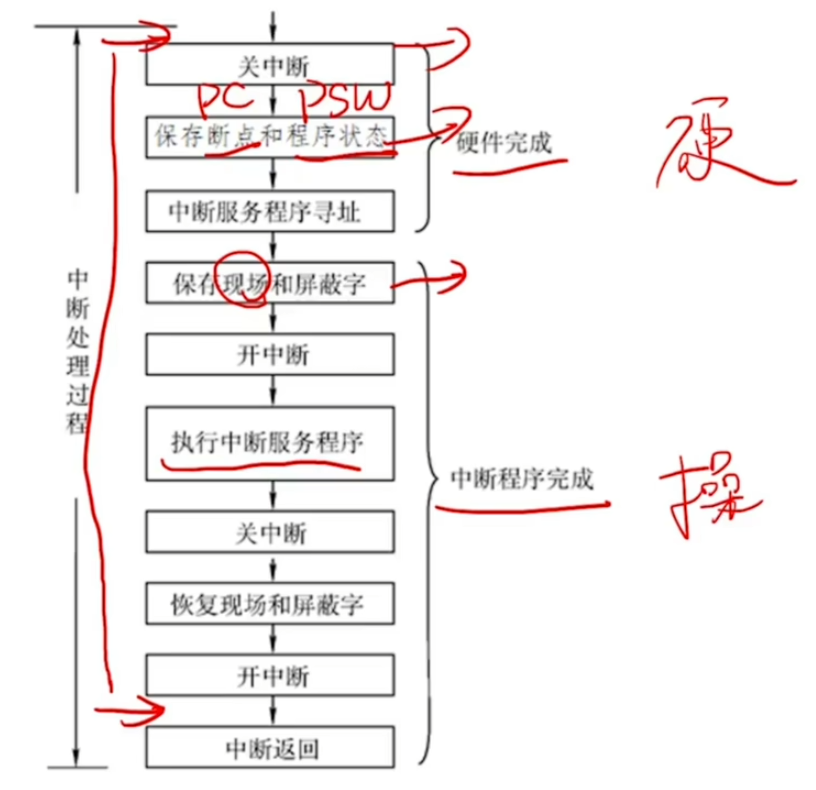 关中断
PC PSW
保存断点和程序状态
硬件完成
硬
中断服务程序寻址
保存现场和屏蔽字
中断处理过程
开中断
执行中断服务程序
中断程序完成
操
关中断
恢复现场和屏蔽字
开中断
中断返回